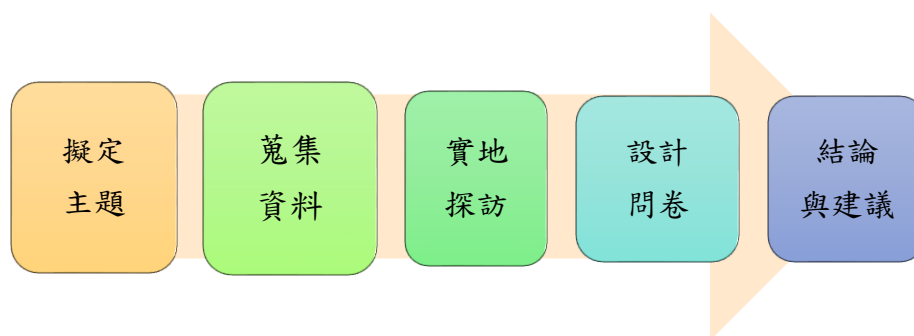 擬定
主題
蒐集
資料
實地
探訪
設計
問卷
結論
與建議